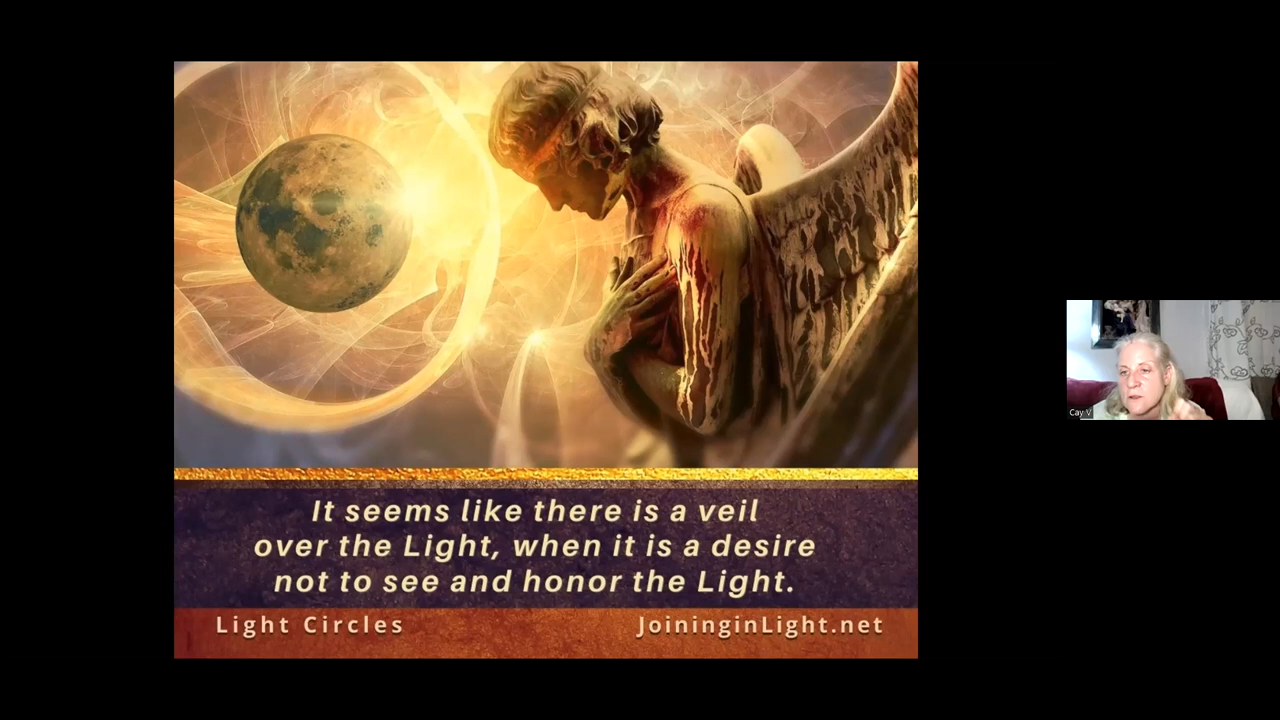 It seems like there is a veil
over the Light, when it is a desire
not to see and honor the Light.
Light Circles
JoininginLight.net
Cay V